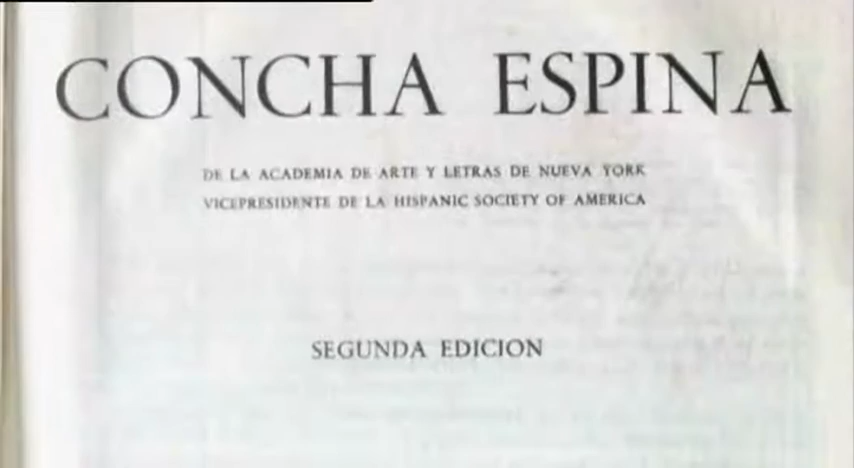 CONCHA ESPINA
DE LA ACADEMIA DE ARTE Y LETRAS DE NUEVA YORK
VICEPRESIDENTE DE LA HISPANIC SOCIETY OF AMERICA
SEGUNDA EDICION